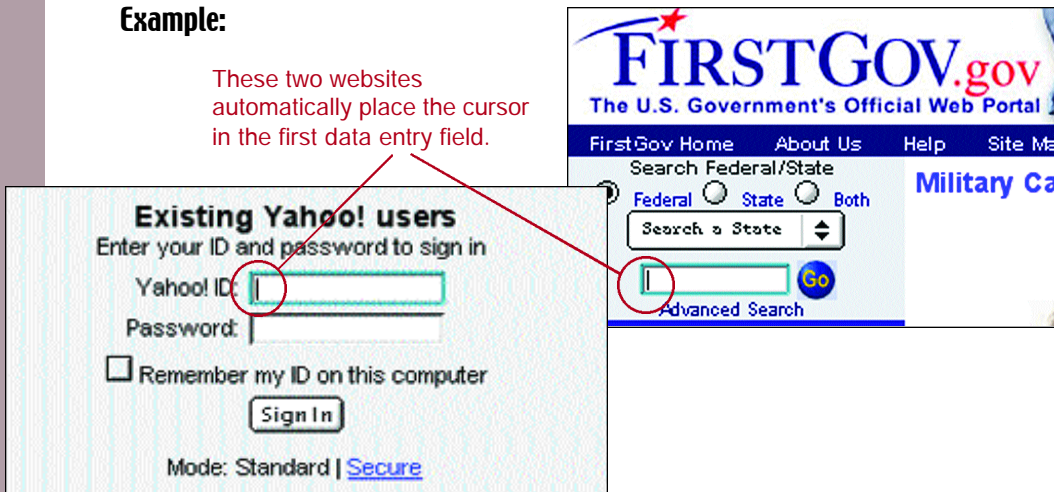 Example:
These two websites
automatically place the cursor
in the first data entry field.
FIRSTGOV.gov
The U.S. Government's Official Web Portal
FirstGov Home About Us Help Site Ma
Search Federal/State
Federal State Both
Military Ca
Search a State
Go
Advanced Search
Existing Yahoo! users
Enter your ID and password to sign in
Yahoo! ID:
Password:
Remember my ID on this computer
Sign In
Mode: Standard | Secure